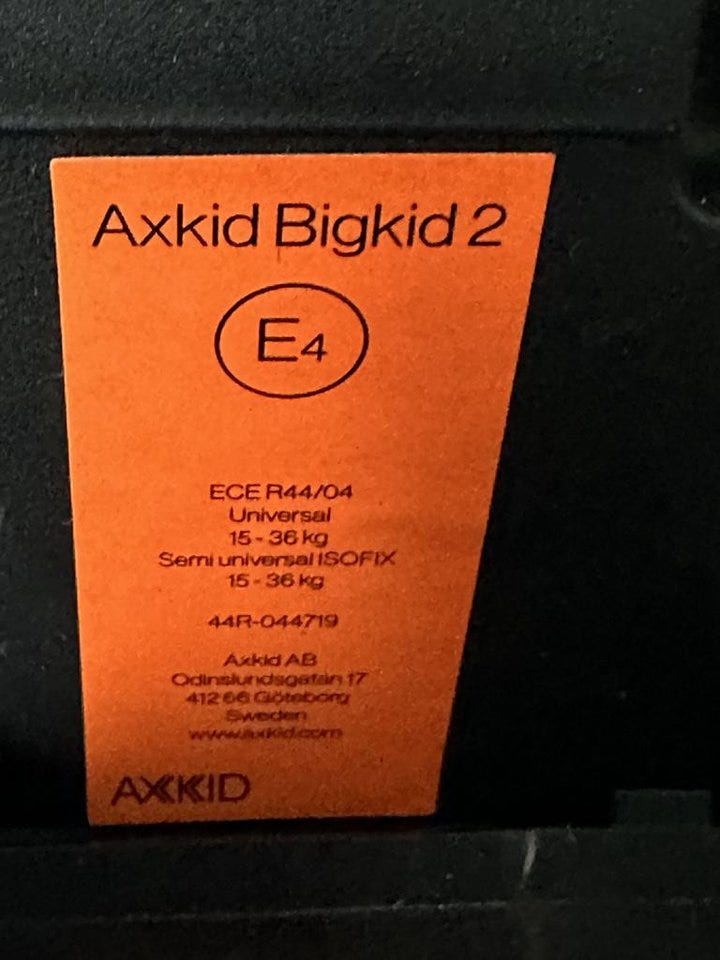 Axkid Bigkid 2
E4
ECE R44/04
Universal
15 - 36 kg
Semi universal ISOFIX
15 - 36 kg
44R-044719
Axkid AB
Odinslundsgatan 17
412 66 Göteborg
Sweden
www.axkid.com
AXKID